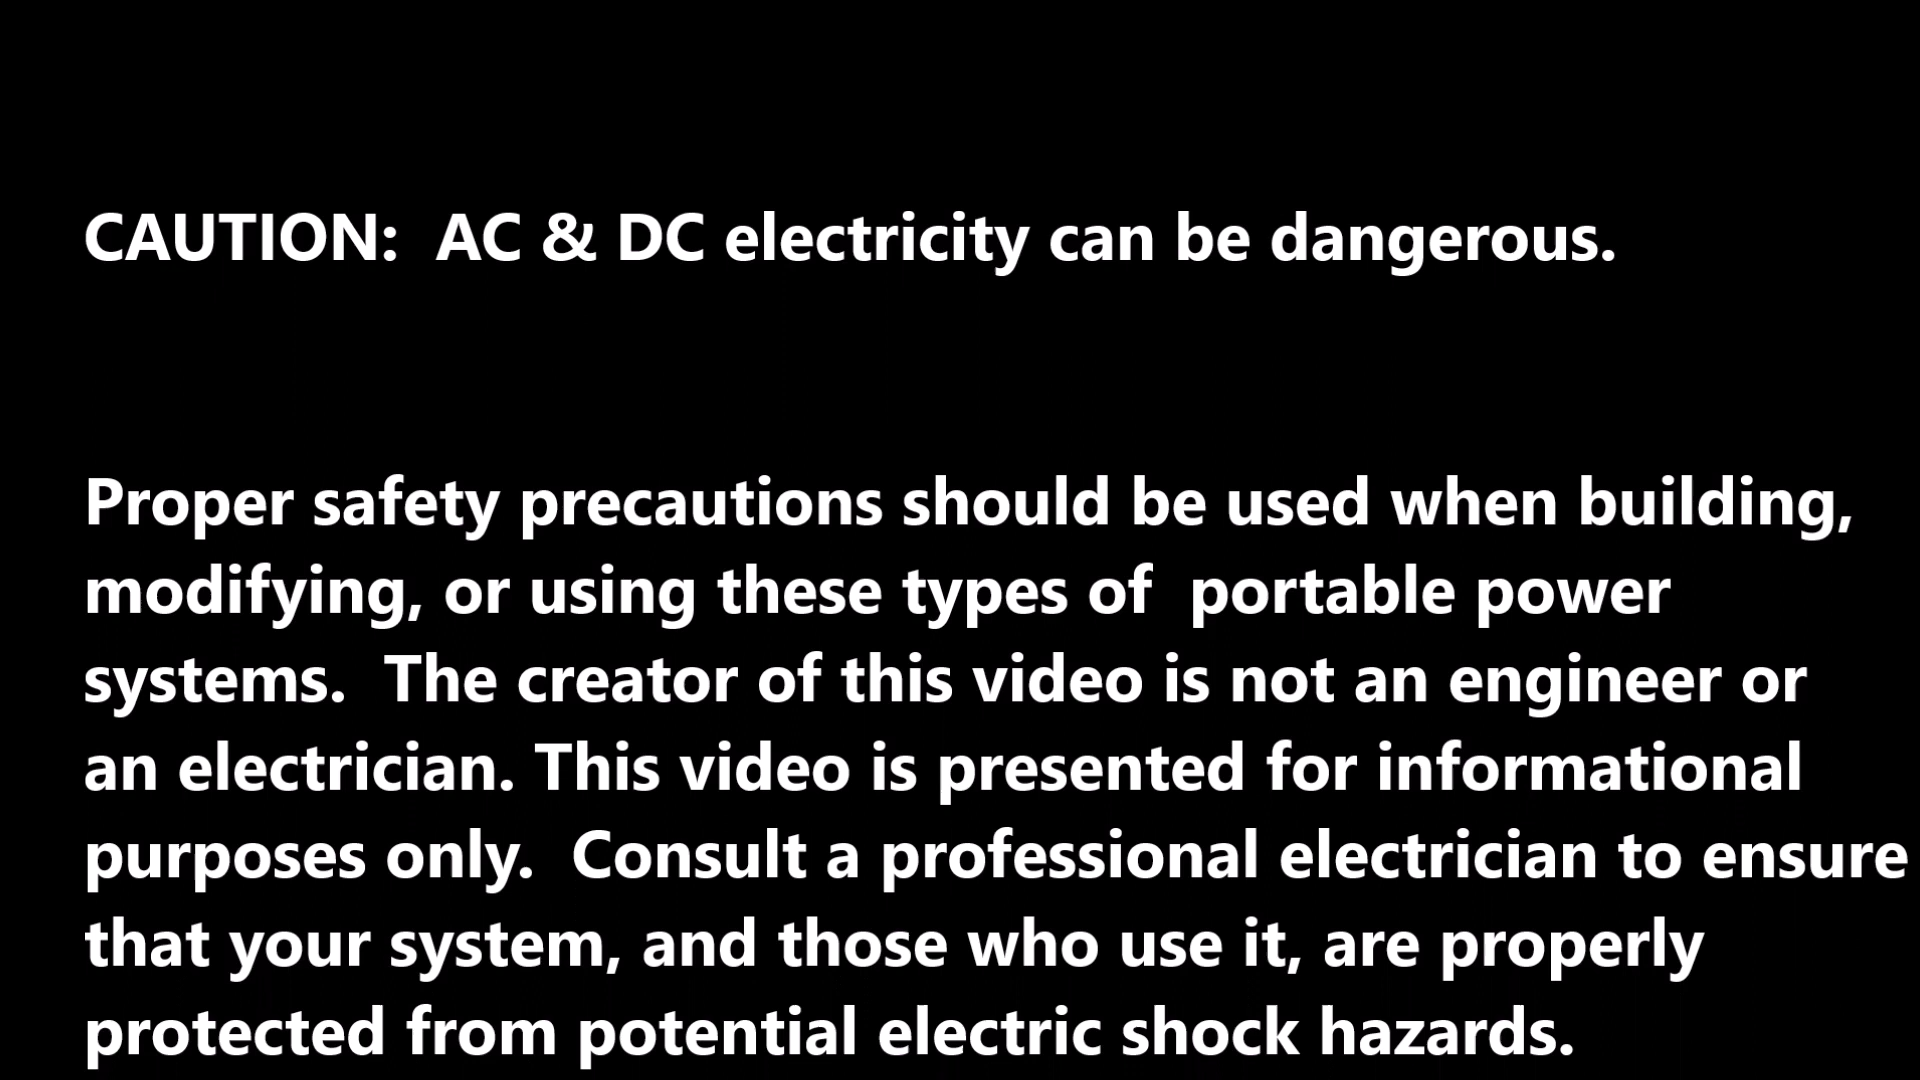 CAUTION:  AC & DC electricity can be dangerous.
Proper safety precautions should be used when building,
modifying, or using these types of  portable power
systems.  The creator of this video is not an engineer or
an electrician. This video is presented for informational
purposes only.  Consult a professional electrician to ensure
that your system, and those who use it, are properly
protected from potential electric shock hazards.